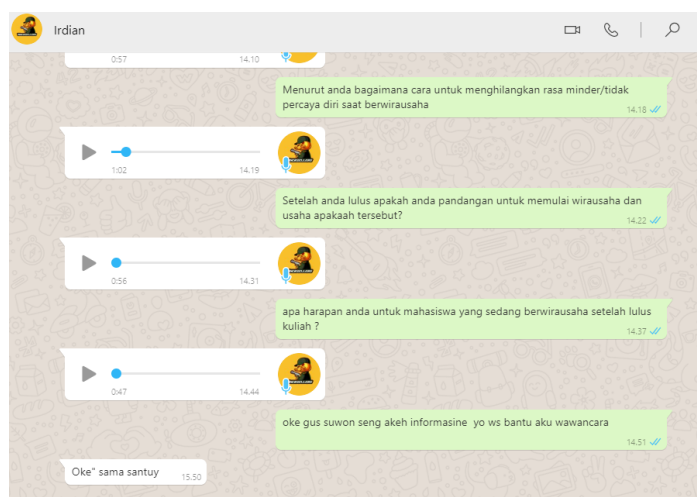 Irdian
0:57 14.10
Menurut anda bagaimana cara untuk menghilangkan rasa minder/tidak
percaya diri saat berwirausaha
14.18
1:02 14.19
Setelah anda lulus apakah anda pandangan untuk memulai wirausaha dan
usaha apakaah tersebut?
14.22
0:56 14.31
apa harapan anda untuk mahasiswa yang sedang berwirausaha setelah lulus
kuliah ?
14.37
0:47 14.44
oke gus suwon seng akeh informasine yo ws bantu aku wawancara
14.51
Oke" sama santuy 15.50